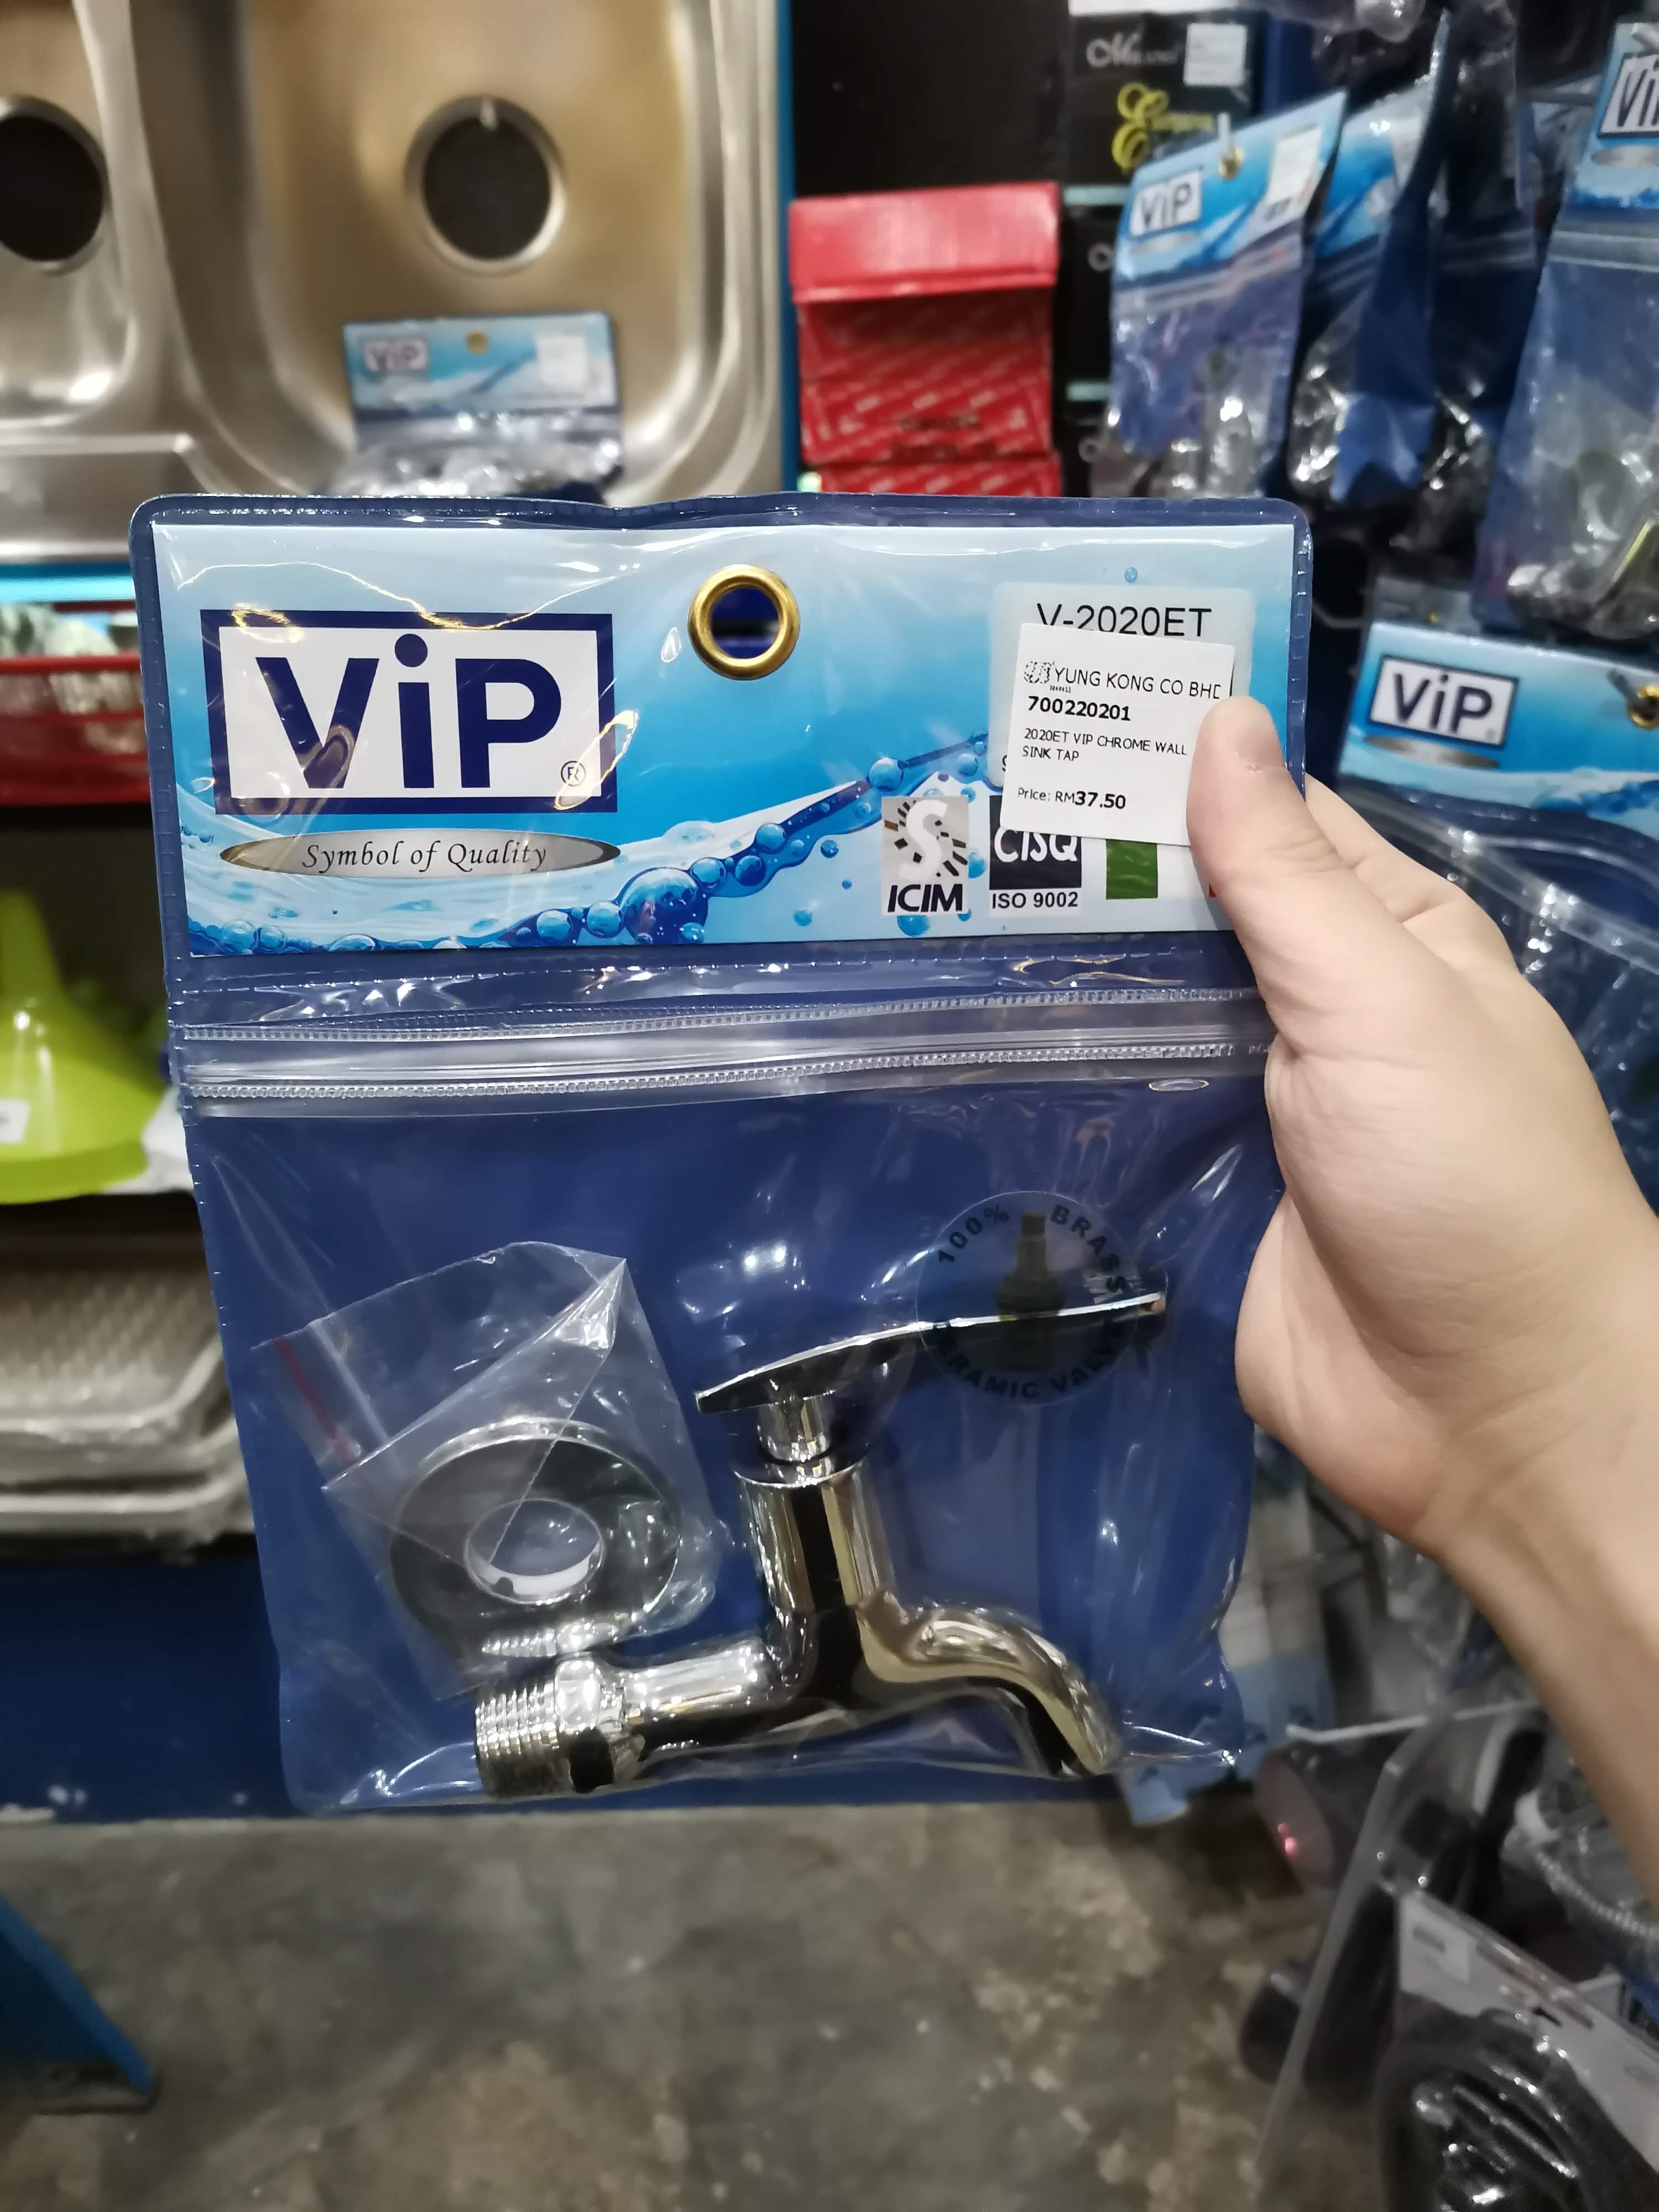 ViP
ViP
ViP
ViP®
Symbol of Quality
V-2020ET
YUNG KONG CO BHD
700220201
2020ET VIP CHROME WALL
SINK TAP
Price: RM37.50
ICIM
CISQ
ISO 9002
ViP
100% BRASS
CERAMIC VALVE